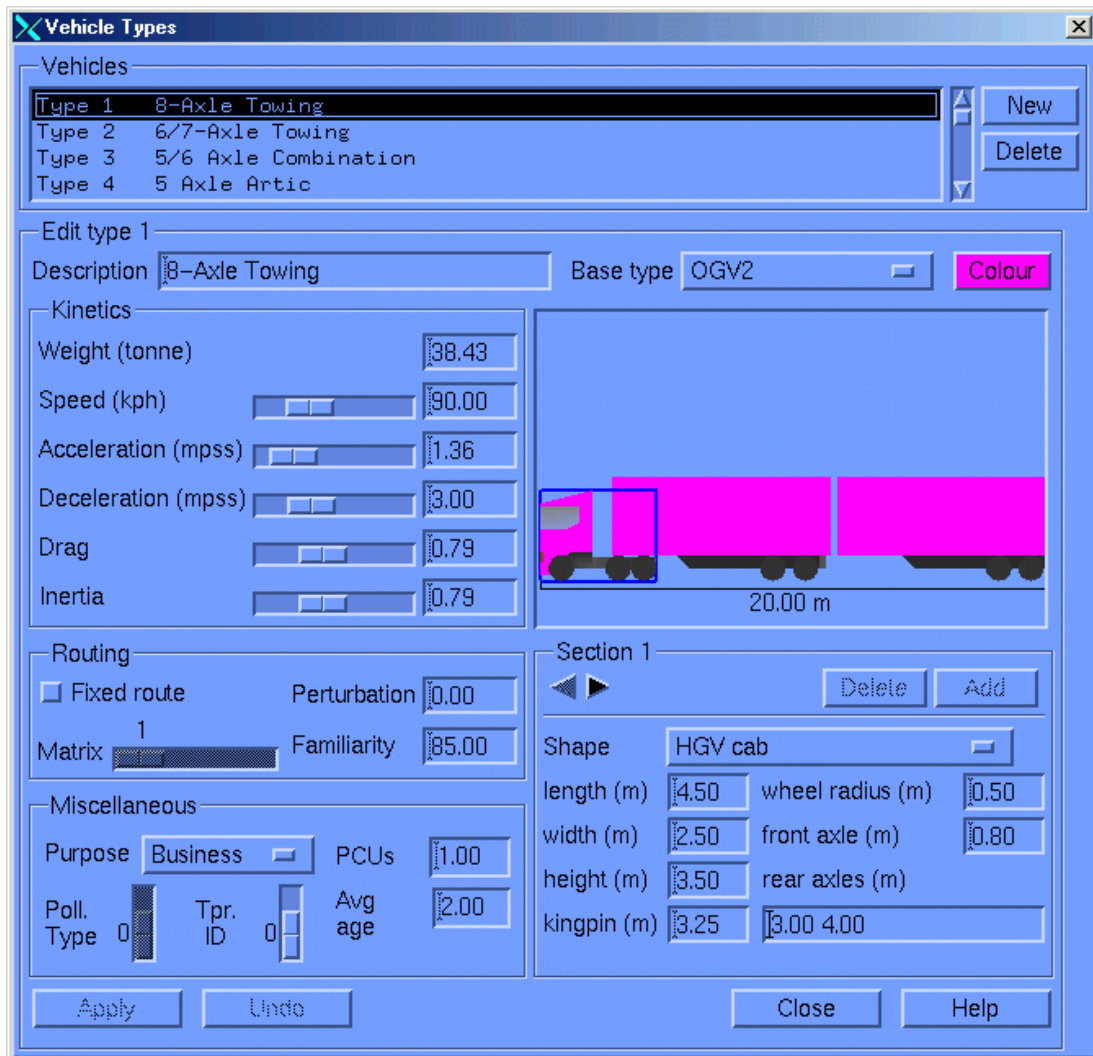 Vehicle Types
Vehicles
Type 1 8-Axle Towing
Type 2 6/7-Axle Towing
Type 3 5/6 Axle Combination
Type 4 5 Axle Artic
New
Delete
Edit type 1
Description 8-Axle Towing Base type OGV2 Colour
Kinetics
Weight (tonne) 38.43
Speed (kph) 90.00
Acceleration (mpss) 1.36
Deceleration (mpss) 3.00
Drag 0.79
Inertia 0.79
20.00 m
Routing
Fixed route Perturbation 0.00
1
Matrix Familiarity 85.00
Miscellaneous
Purpose Business PCUs 1.00
Poll. Type 0 Tpr. ID 0 Avg age 2.00
Section 1
Delete Add
Shape HGV cab
length (m) 4.50 wheel radius (m) 0.50
width (m) 2.50 front axle (m) 0.80
height (m) 3.50 rear axles (m)
kingpin (m) 3.25 3.00 4.00
Apply Undo Close Help